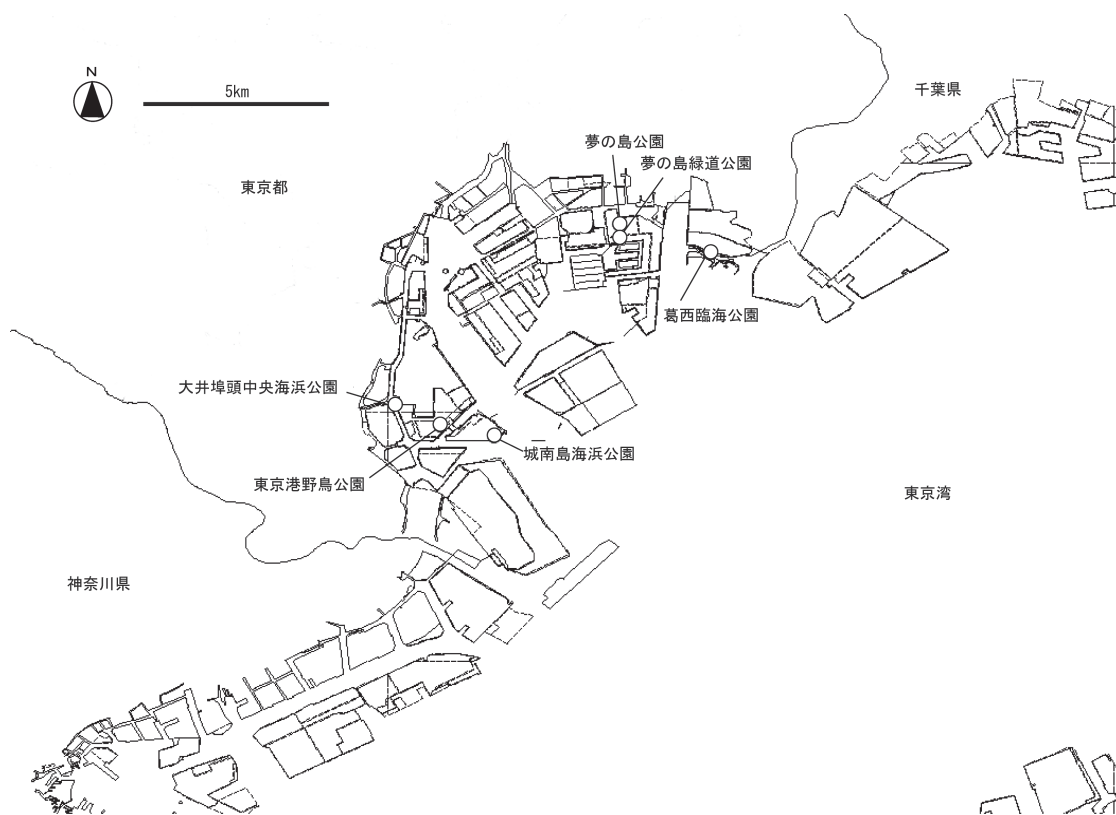 N
5km
千葉県
夢の島公園
夢の島緑道公園
東京都
葛西臨海公園
大井埠頭中央海浜公園
城南島海浜公園
東京港野鳥公園
東京湾
神奈川県